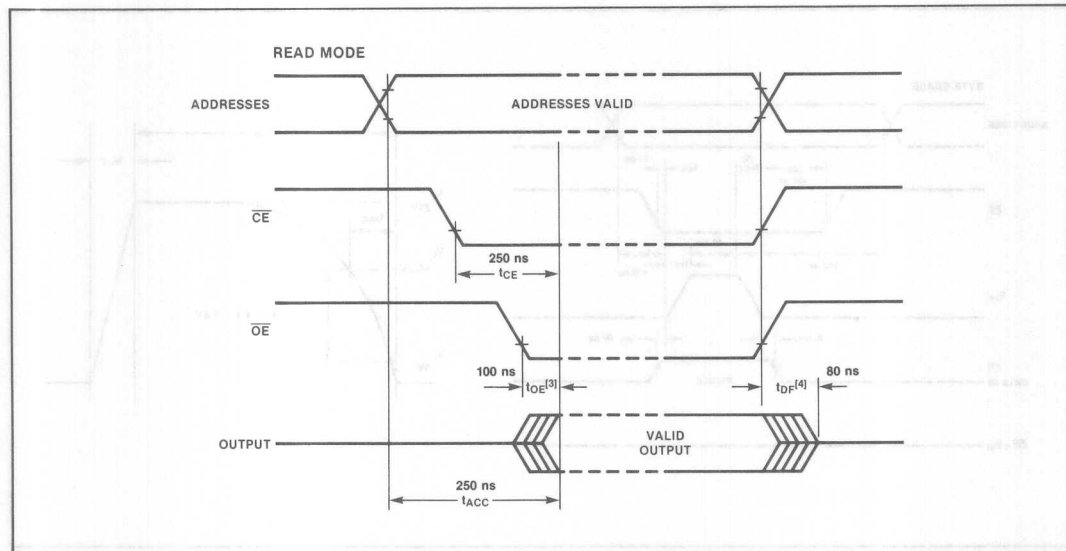 READ MODE
ADDRESSES
ADDRESSES VALID
CE
250 ns
tCE
OE
100 ns
tOE[3]
tDF[4]
80 ns
OUTPUT
VALID
OUTPUT
250 ns
tACC